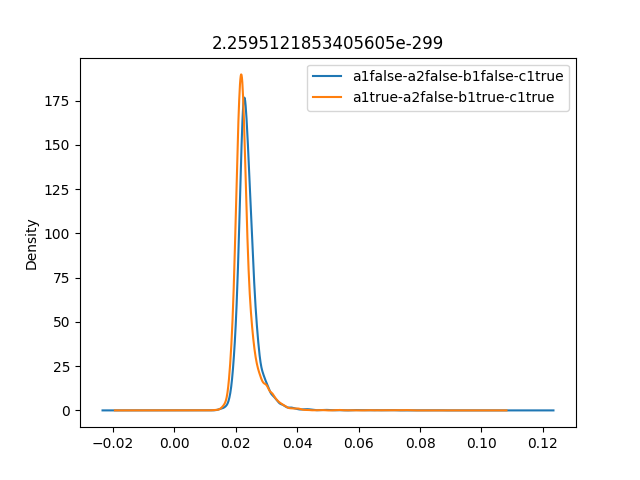 2.2595121853405605e-299
a1false-a2false-b1false-c1true
a1true-a2false-b1true-c1true
Density
175
150
125
100
75
50
25
0
−0.02 0.00 0.02 0.04 0.06 0.08 0.10 0.12